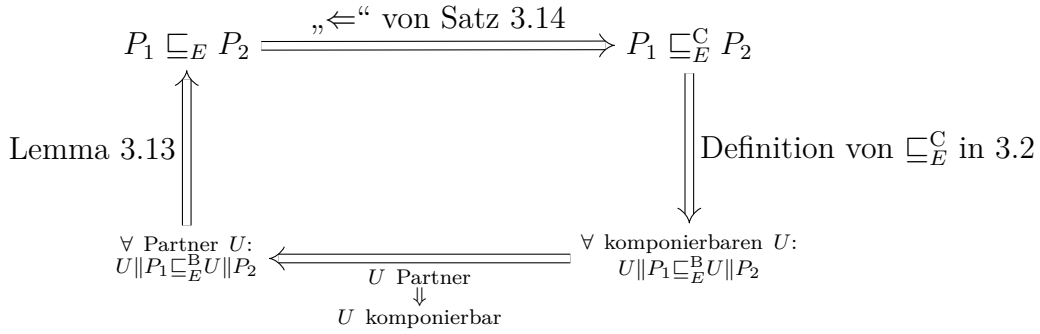 „⇐“ von Satz 3.14
P₁ ⊑_E P₂
P₁ ⊑_E^C P₂
Lemma 3.13
Definition von ⊑_E^C in 3.2
∀ Partner U:
U‖P₁⊑_E^B U‖P₂
∀ komponierbaren U:
U‖P₁⊑_E^B U‖P₂
U Partner
⇓
U komponierbar